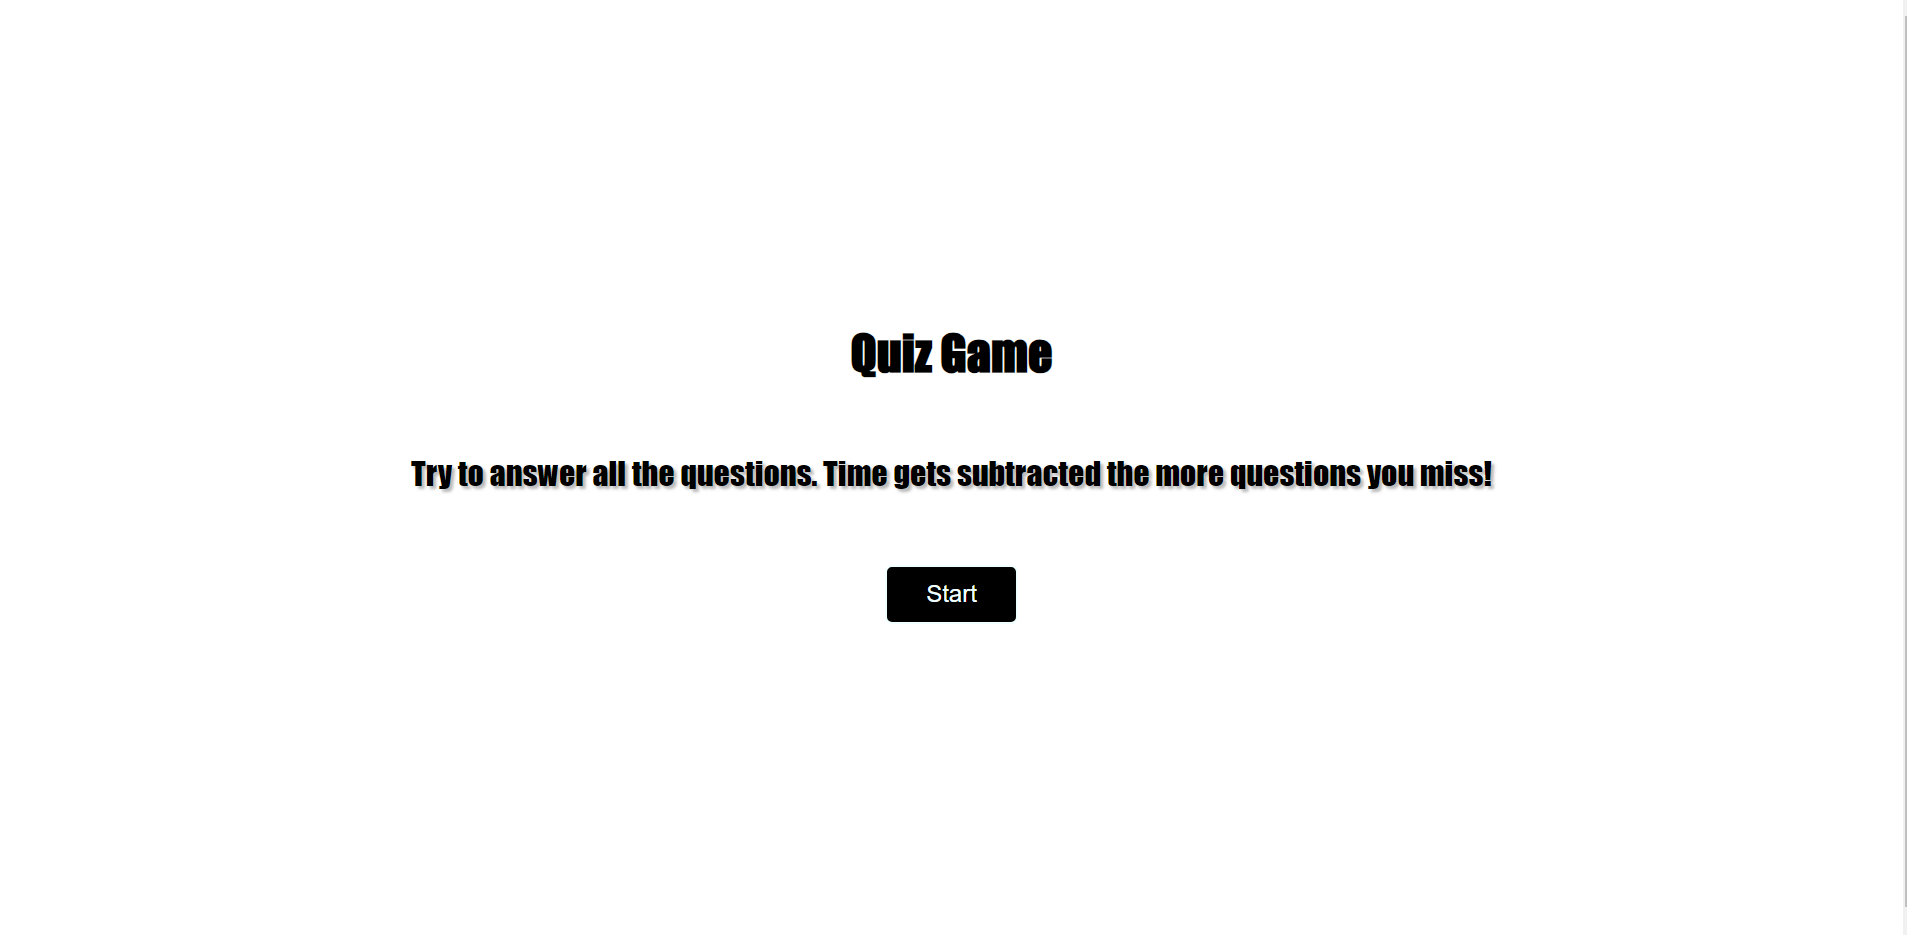 Quiz Game
Try to answer all the questions. Time gets subtracted the more questions you miss!
Start